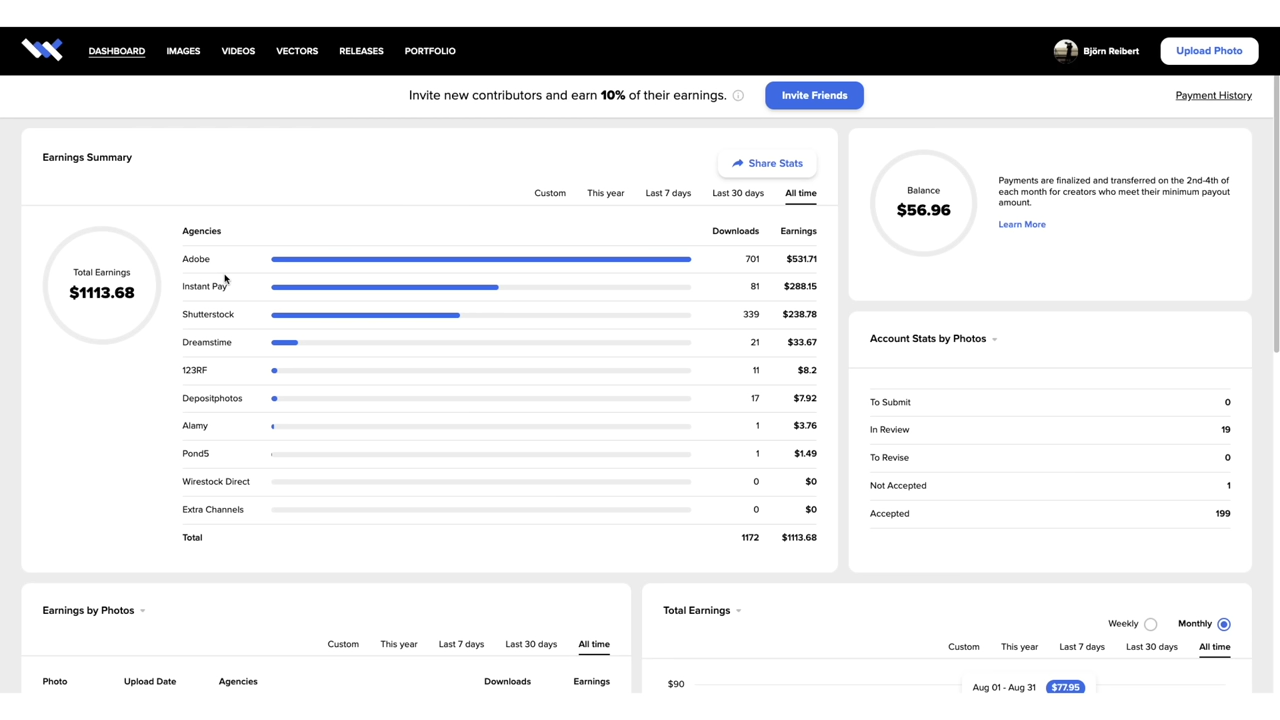 DASHBOARD IMAGES VIDEOS VECTORS RELEASES PORTFOLIO Björn Reibert Upload Photo
Invite new contributors and earn 10% of their earnings. Invite Friends Payment History
Earnings Summary
Share Stats
Custom This year Last 7 days Last 30 days All time
Total Earnings
$1113.68
Agencies Downloads Earnings
Adobe 701 $531.71
Instant Pay 81 $288.15
Shutterstock 339 $238.78
Dreamstime 21 $33.67
123RF 11 $8.2
Depositphotos 17 $7.92
Alamy 1 $3.76
Pond5 1 $1.49
Wirestock Direct 0 $0
Extra Channels 0 $0
Total 1172 $1113.68
Balance
$56.96
Payments are finalized and transferred on the 2nd-4th of
each month for creators who meet their minimum payout
amount.
Learn More
Account Stats by Photos
To Submit 0
In Review 19
To Revise 0
Not Accepted 1
Accepted 199
Earnings by Photos
Custom This year Last 7 days Last 30 days All time
Photo Upload Date Agencies Downloads Earnings
Total Earnings
Weekly Monthly
Custom This year Last 7 days Last 30 days All time
$90
Aug 01 - Aug 31 $77.95